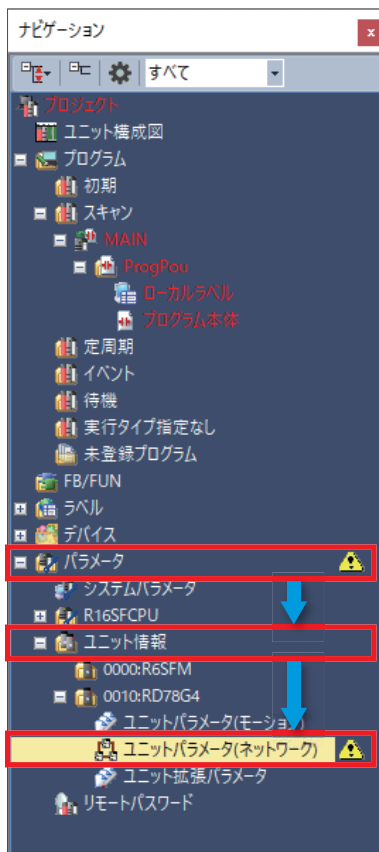 ナビゲーション
x
すべて
プロジェクト
ユニット構成図
プログラム
初期
スキャン
MAIN
ProgPou
ローカルラベル
プログラム本体
定周期
イベント
待機
実行タイプ指定なし
未登録プログラム
FB/FUN
ラベル
デバイス
パラメータ
システムパラメータ
R16SFCPU
ユニット情報
0000:R6SFM
0010:RD78G4
ユニットパラメータ(モーション)
ユニットパラメータ(ネットワーク)
ユニット拡張パラメータ
リモートパスワード